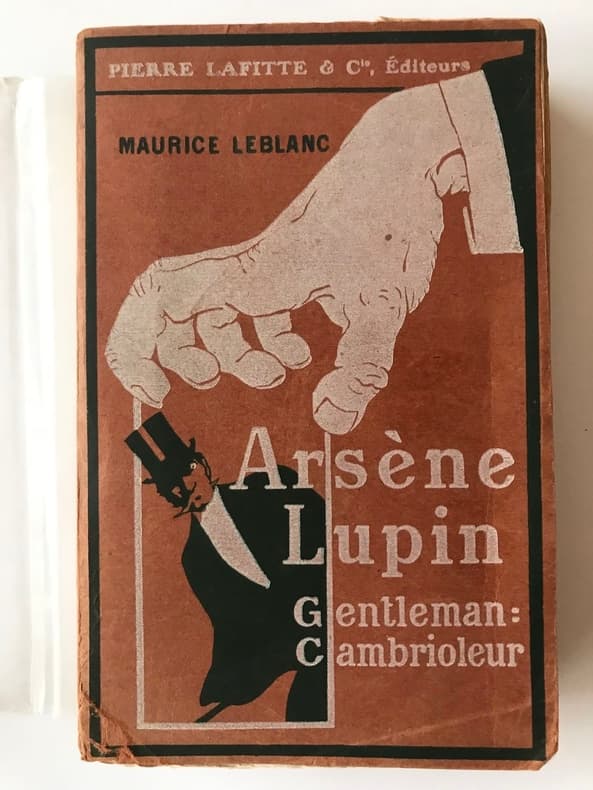 PIERRE LAFITTE & Cie, Éditeurs
MAURICE LEBLANC
Arsène
Lupin
Gentleman:
Cambrioleur